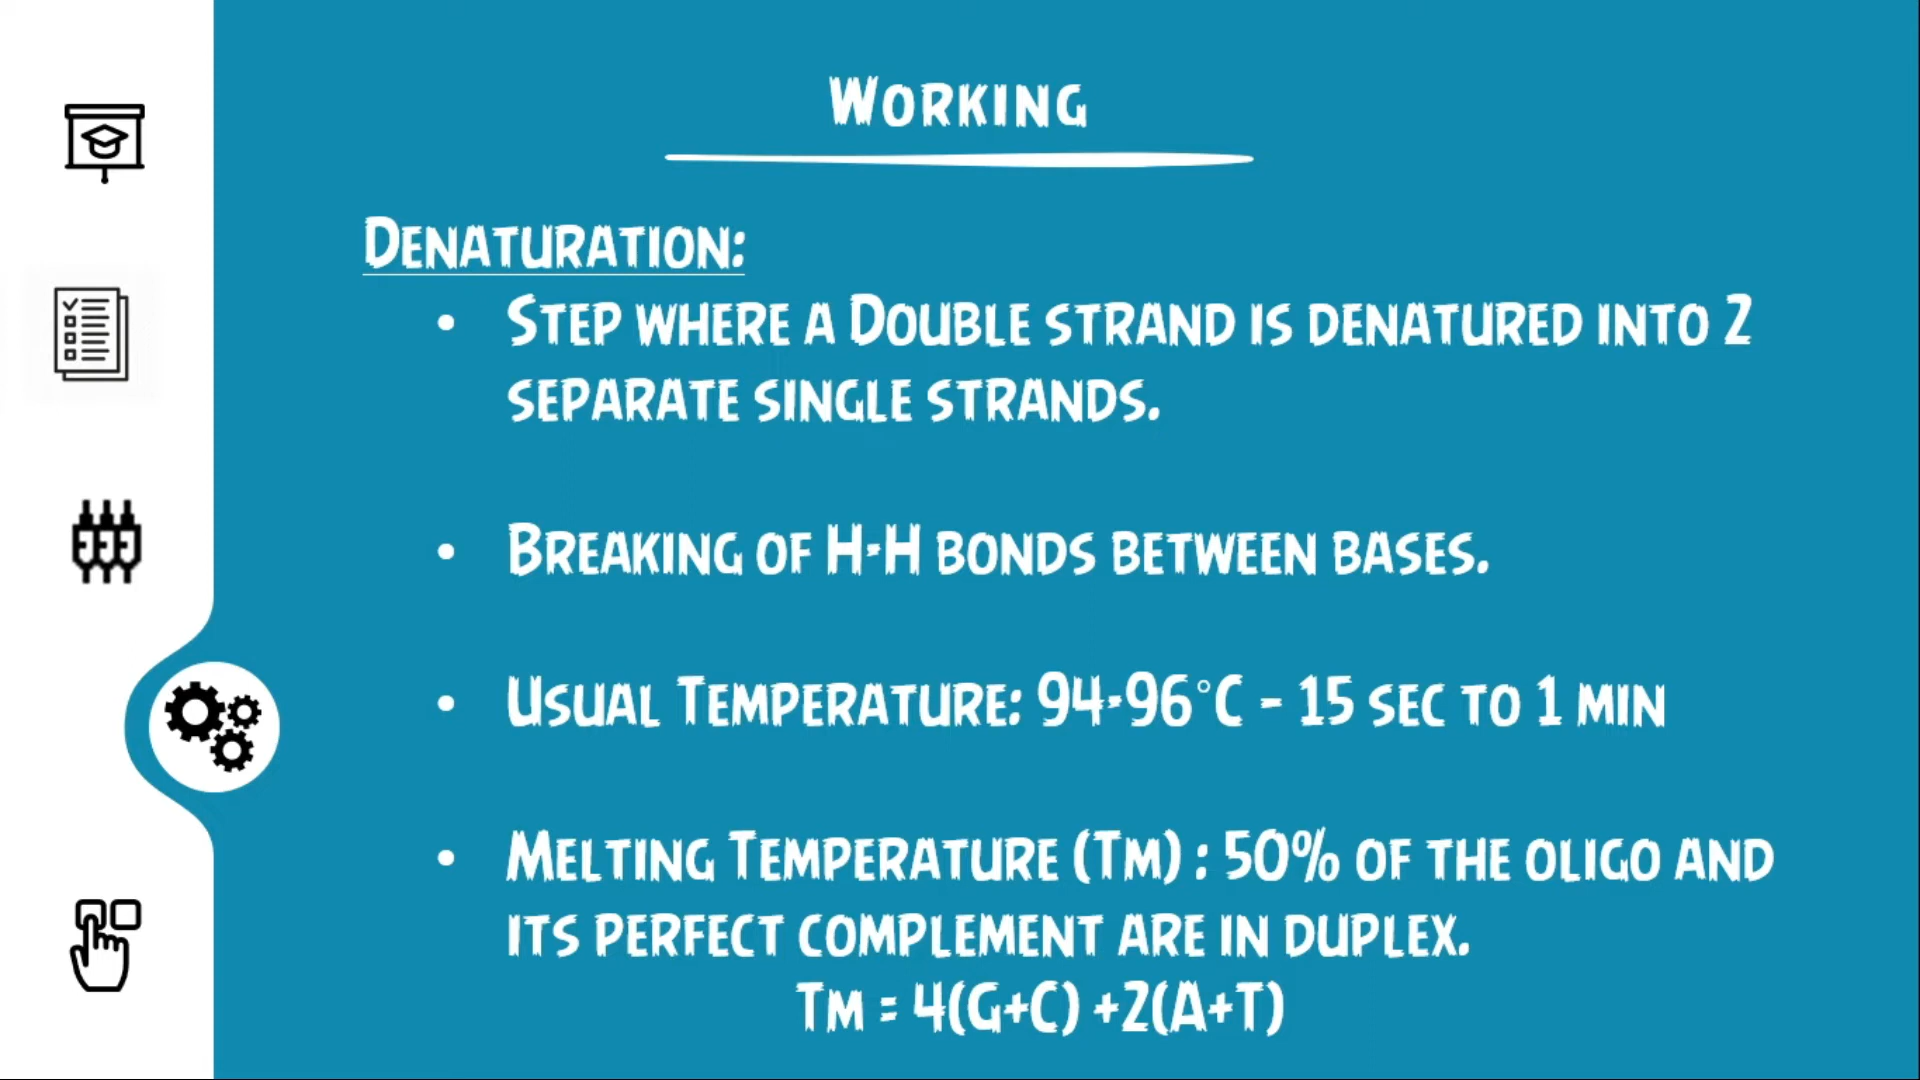 Working
Denaturation:
• Step where a Double strand is denatured into 2
separate single strands.
• Breaking of H-H bonds between bases.
• Usual Temperature: 94-96°C - 15 sec to 1 min
• Melting Temperature (Tm) : 50% of the oligo and
its perfect complement are in duplex.
Tm = 4(G+C) +2(A+T)